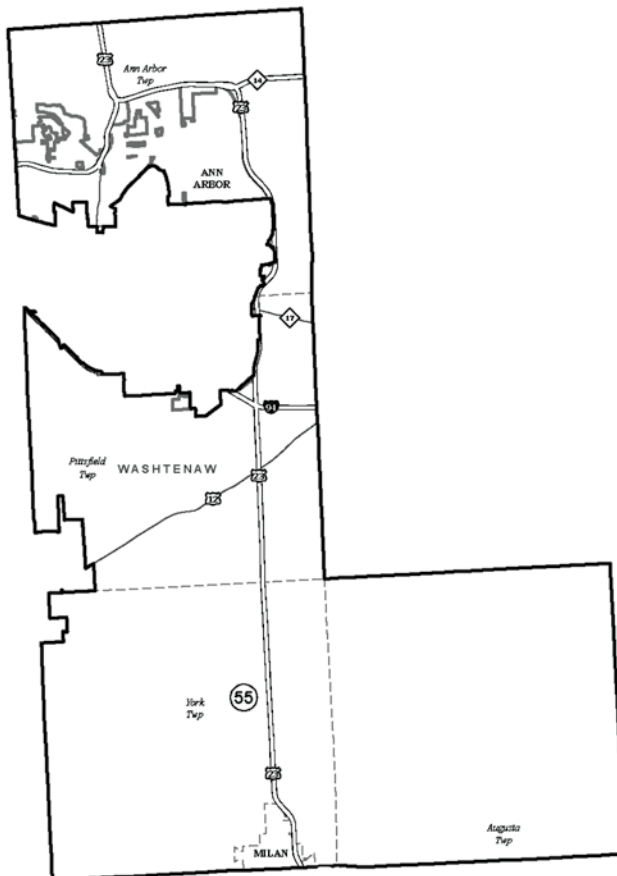 23
Ann Arbor
Twp
14
23
ANN
ARBOR
17
94
Pittsfield
Twp
WASHTENAW
23
12
York
Twp
55
23
MILAN
Augusta
Twp